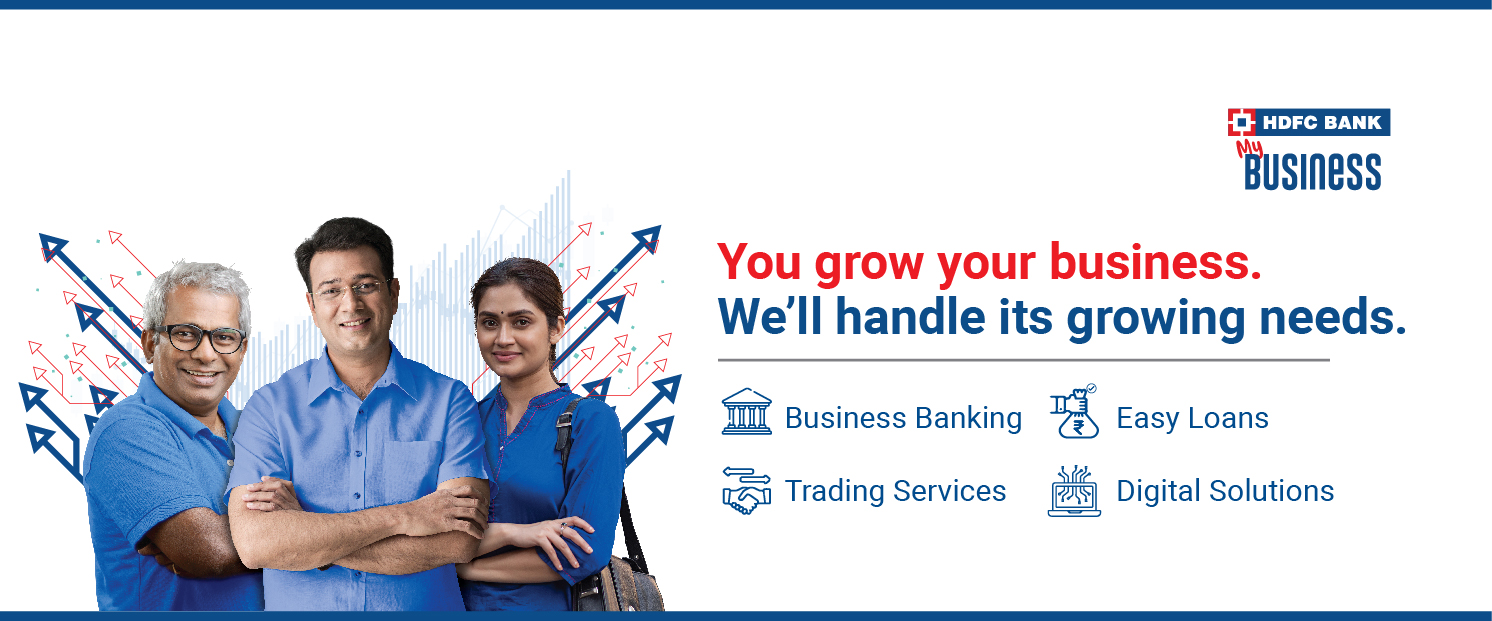 HDFC BANK
My
BUSINESS
You grow your business.
We’ll handle its growing needs.
Business Banking
Easy Loans
Trading Services
Digital Solutions